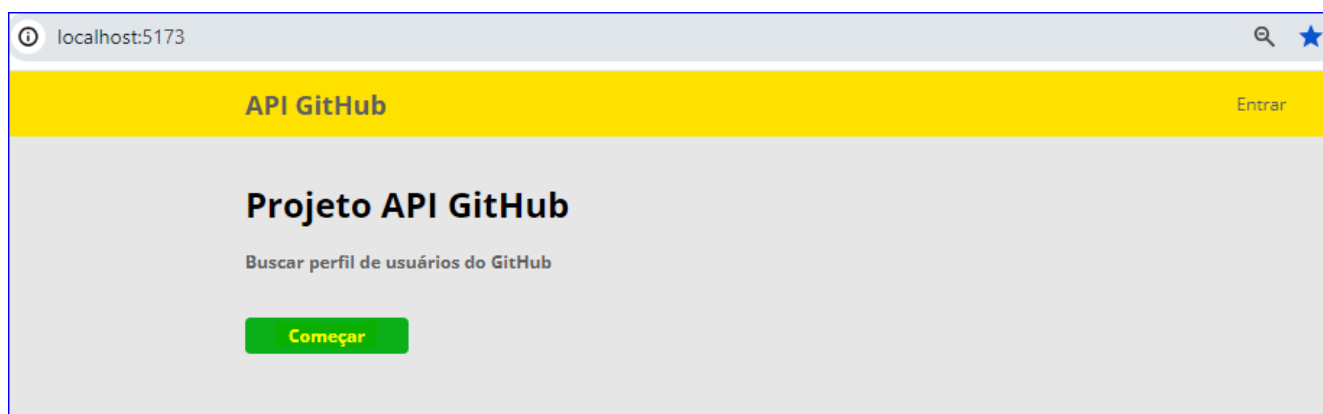 localhost:5173
API GitHub
Entrar
Projeto API GitHub
Buscar perfil de usuários do GitHub
Começar